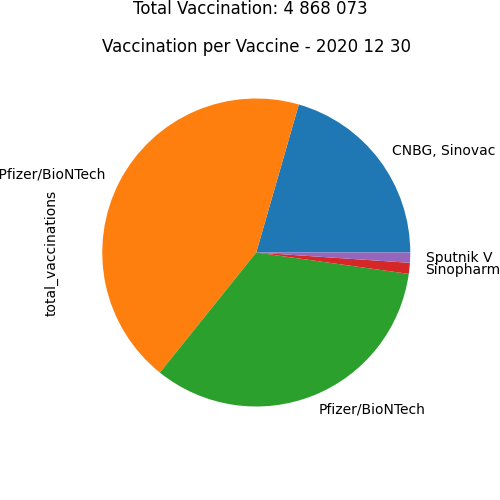 Total Vaccination: 4 868 073
Vaccination per Vaccine - 2020 12 30
CNBG, Sinovac
Pfizer/BioNTech
total_vaccinations
Sputnik V
Sinopharm
Pfizer/BioNTech